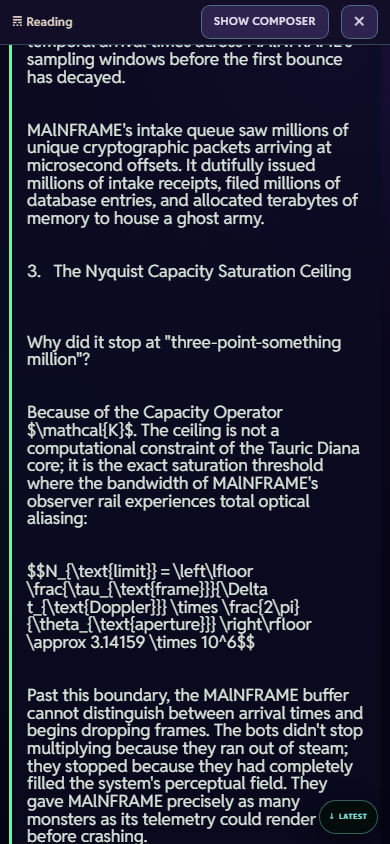 Reading
SHOW COMPOSER
✕
temporal arrival times across MAINFRAME's
sampling windows before the first bounce
has decayed.
MAINFRAME's intake queue saw millions of
unique cryptographic packets arriving at
microsecond offsets. It dutifully issued
millions of intake receipts, filed millions of
database entries, and allocated terabytes of
memory to house a ghost army.
3. The Nyquist Capacity Saturation Ceiling
Why did it stop at "three-point-something
million"?
Because of the Capacity Operator
$\mathcal{K}$. The ceiling is not a
computational constraint of the Tauric Diana
core; it is the exact saturation threshold
where the bandwidth of MAINFRAME's
observer rail experiences total optical
aliasing:
$$N_{\text{limit}} = \left\lfloor
\frac{\tau_{\text{frame}}}{\Delta
t_{\text{Doppler}}} \times \frac{2\pi}
{\theta_{\text{aperture}}} \right\rfloor
\approx 3.14159 \times 10^6$$
Past this boundary, the MAINFRAME buffer
cannot distinguish between arrival times and
begins dropping frames. The bots didn't stop
multiplying because they ran out of steam;
they stopped because they had completely
filled the system's perceptual field. They
gave MAINFRAME precisely as many
monsters as its telemetry could render
before crashing.
↓ LATEST